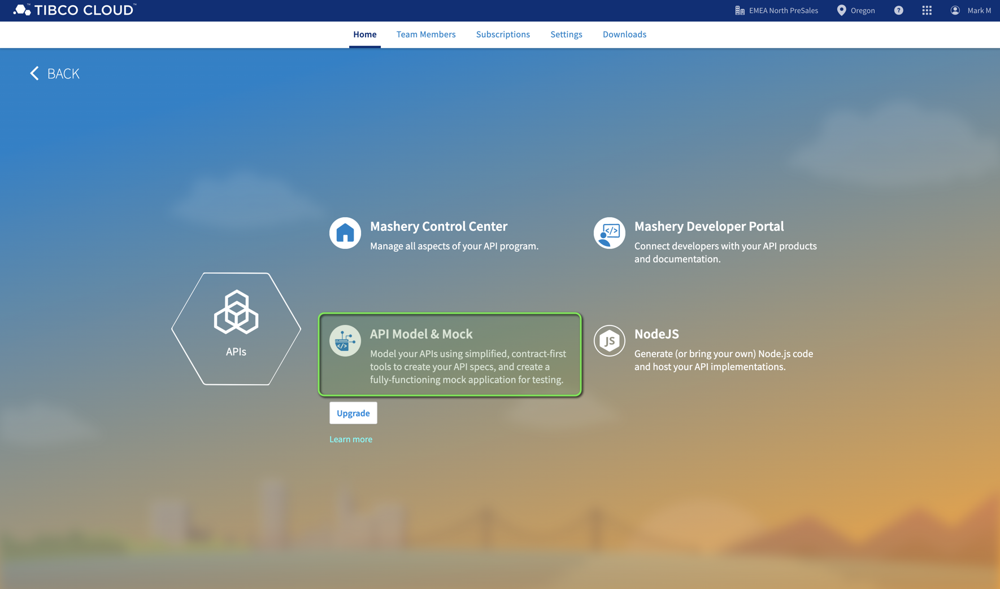 TIBCO CLOUD™
EMEA North PreSales
Oregon
?
Mark M
Home
Team Members
Subscriptions
Settings
Downloads
BACK
Mashery Control Center
Manage all aspects of your API program.
Mashery Developer Portal
Connect developers with your API products
and documentation.
APIs
API Model & Mock
Model your APIs using simplified, contract-first
tools to create your API specs, and create a
fully-functioning mock application for testing.
Upgrade
Learn more
JS
NodeJS
Generate (or bring your own) Node.js code
and host your API implementations.